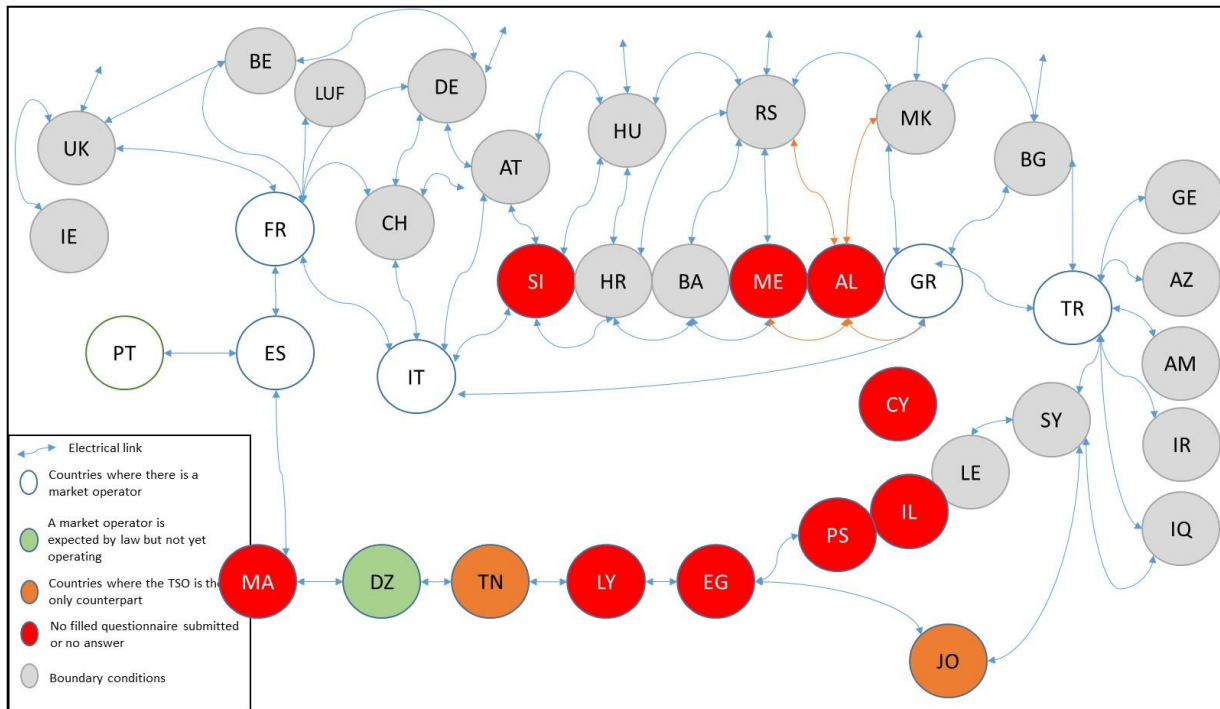 BE
DE
LUF
UK
HU
RS
MK
AT
BG
GE
IE
FR
CH
SI
HR
BA
ME
AL
GR
TR
AZ
PT
ES
IT
AM
CY
SY
IR
LE
IL
PS
IQ
MA
DZ
TN
LY
EG
JO
Electrical link
Countries where there is a
market operator
A market operator is
expected by law but not yet
operating
Countries where the TSO is the
only counterpart
No filled questionnaire submitted
or no answer
Boundary conditions